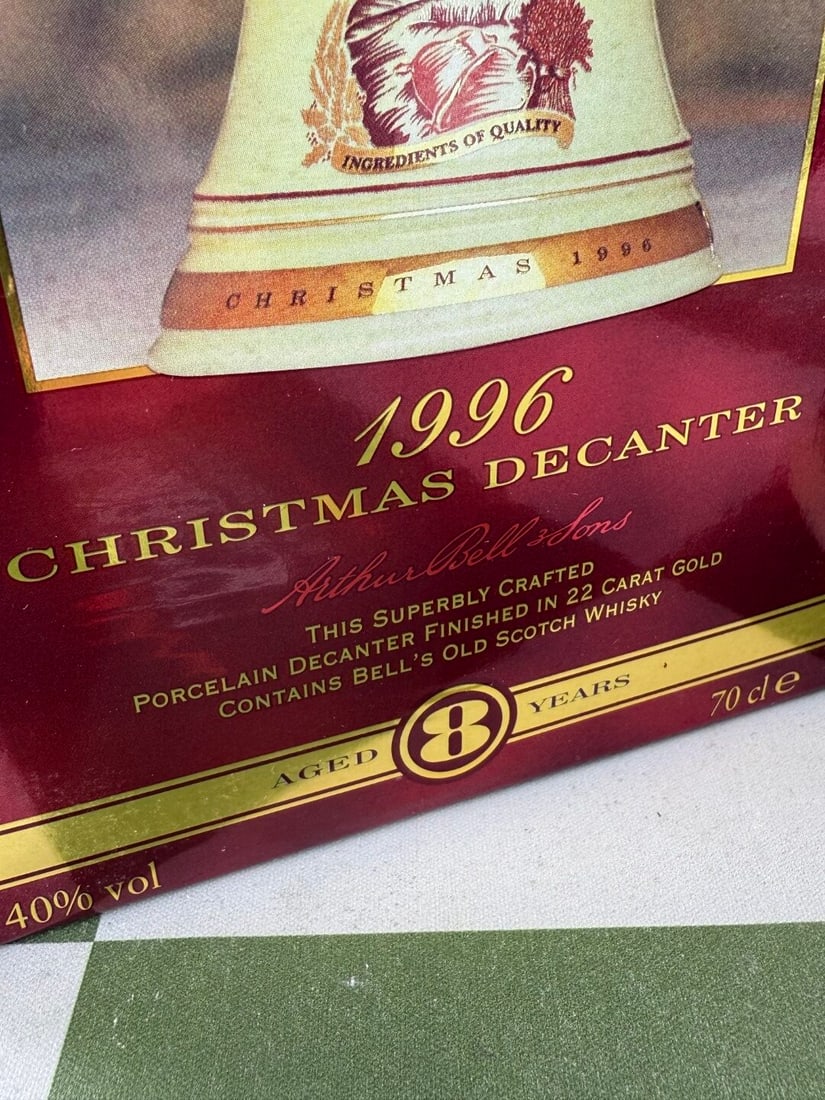 INGREDIENTS OF QUALITY
CHRISTMAS 1996
1996
CHRISTMAS DECANTER
Arthur Bell & Sons
THIS SUPERBLY CRAFTED
PORCELAIN DECANTER FINISHED IN 22 CARAT GOLD
CONTAINS BELL'S OLD SCOTCH WHISKY
AGED 8 YEARS
40% vol
70 cl e